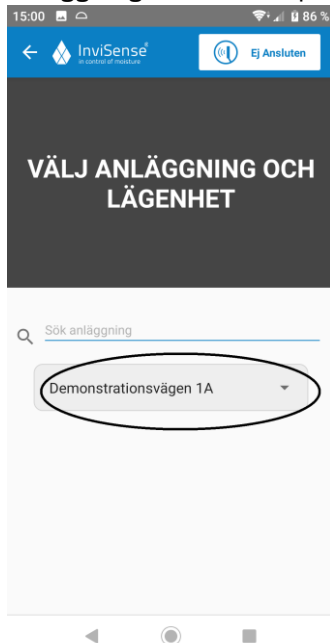 15:00 86 %
InviSense®
in control of moisture
Ej Ansluten
VÄLJ ANLÄGGNING OCH
LÄGENHET
Sök anläggning
Demonstrationsvägen 1A